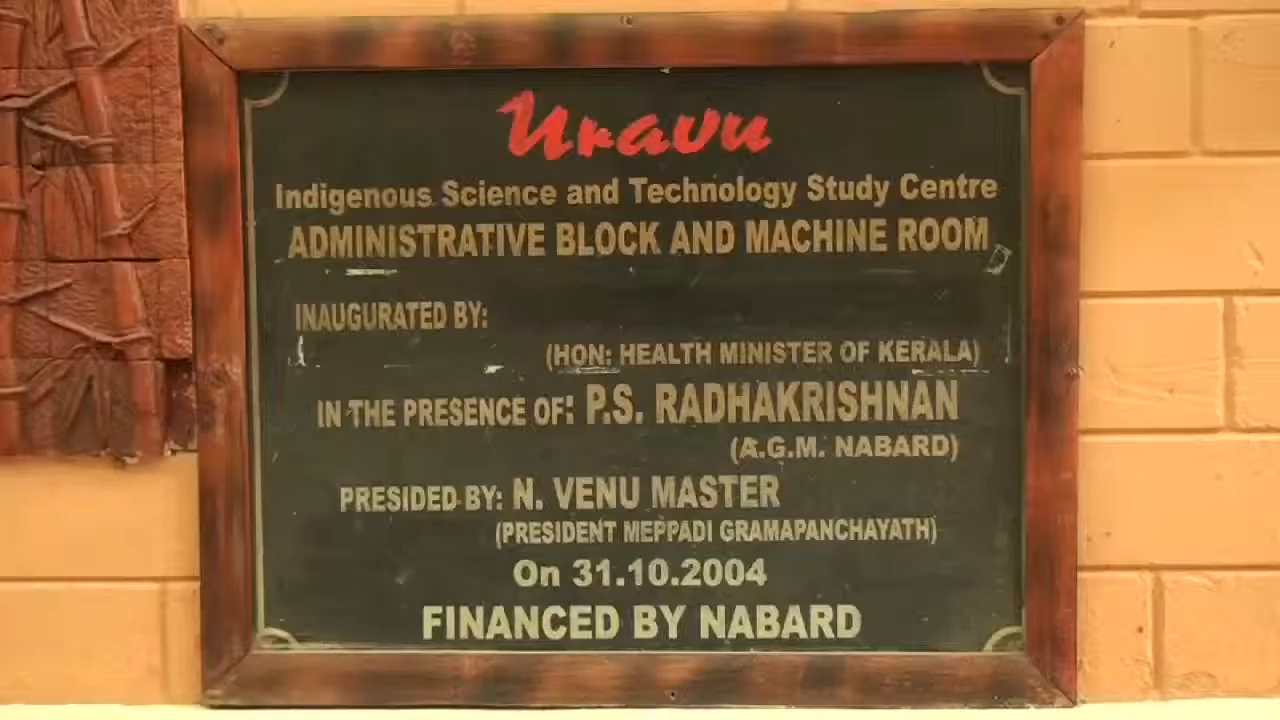 Uravu
Indigenous Science and Technology Study Centre
ADMINISTRATIVE BLOCK AND MACHINE ROOM
INAUGURATED BY:
(HON: HEALTH MINISTER OF KERALA)
IN THE PRESENCE OF: P.S. RADHAKRISHNAN
(A.G.M. NABARD)
PRESIDED BY: N. VENU MASTER
(PRESIDENT MEPPADI GRAMAPANCHAYATH)
On 31.10.2004
FINANCED BY NABARD